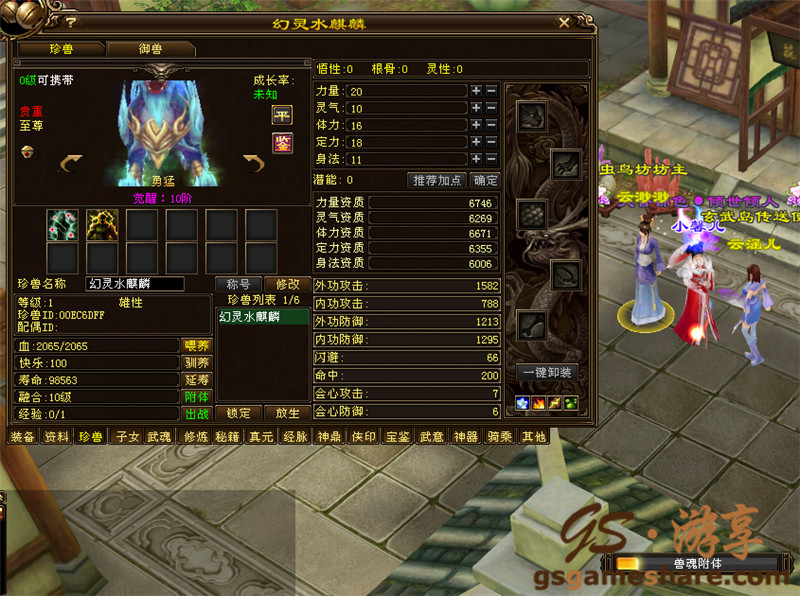 ?
幻灵水麒麟
珍兽 御兽
0级可携带
成长率:
未知
贵重
至尊
平
鉴
勇猛
觉醒：10阶
悟性:0 根骨:0 灵性:0
力量: 20
灵气: 10
体力: 16
定力: 18
身法: 11
潜能: 0 推荐加点 确定
力量资质 6746
灵气资质 6269
体力资质 6671
定力资质 6355
身法资质 6006
珍兽名称 幻灵水麒麟 称号 修改
等级:1 雄性
珍兽ID:00EC6DFF
配偶ID:
珍兽列表 1/6
幻灵水麒麟
血:2065/2065 喂养
快乐:100 驯养
寿命:98563 延寿
融合:10级 附体
经验:0/1 出战
锁定 放生
外功攻击: 1582
内功攻击: 788
外功防御: 1213
内功防御: 1295
闪避: 66
命中: 200
会心攻击: 7
会心防御: 6
一键卸装
装备 资料 珍兽 子女 武魂 修炼 秘籍 真元 经脉 神鼎 侠印 宝鉴 武意 神器 骑乘 其他
虫鸟坊坊主
云渺渺
色·倾世倾人
玄武岛传送使
小馨儿
云涵儿
GS·游享
兽魂附体
gsgameshare.com